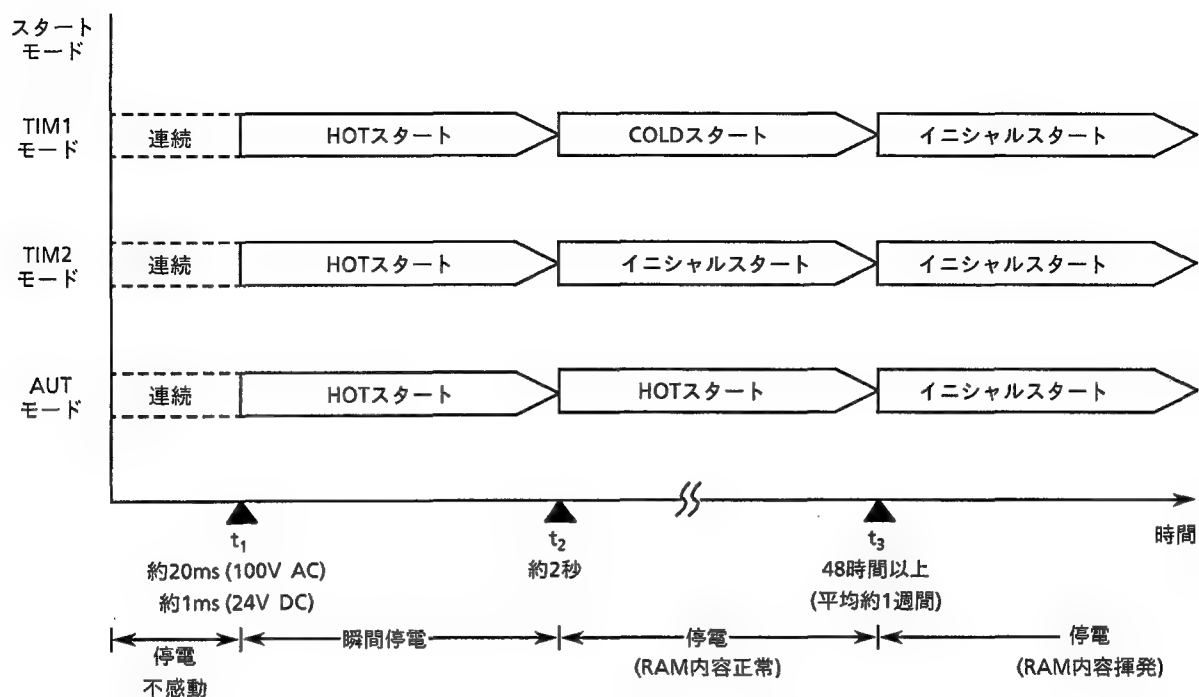 スタート
モード
TIM1
モード
連続
HOTスタート
COLDスタート
イニシャルスタート
TIM2
モード
連続
HOTスタート
イニシャルスタート
イニシャルスタート
AUT
モード
連続
HOTスタート
HOTスタート
イニシャルスタート
t₁
t₂
t₃
時間
約20ms (100V AC)
約1ms (24V DC)
約2秒
48時間以上
(平均約1週間)
停電
不感動
瞬間停電
停電
(RAM内容正常)
停電
(RAM内容揮発)